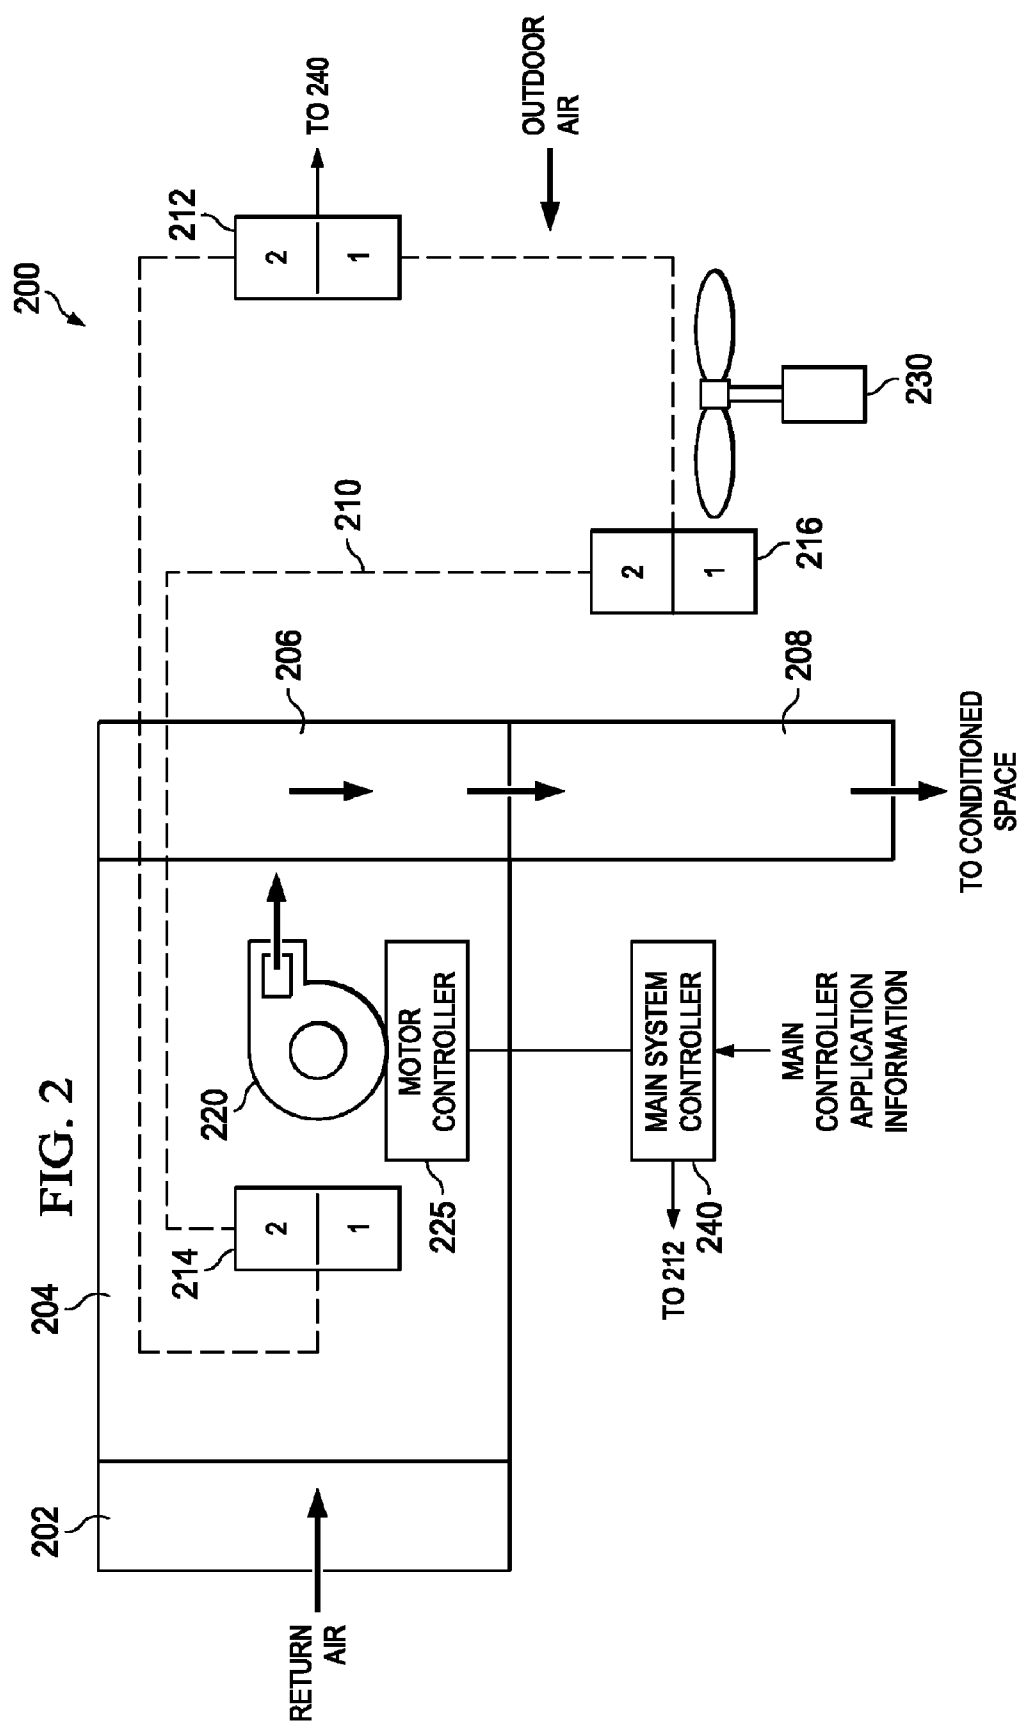 FIG. 2
200
202
204
206
208
210
212
2
1
TO 240
OUTDOOR
AIR
214
2
1
216
2
1
220
MOTOR
CONTROLLER
225
230
MAIN SYSTEM
CONTROLLER
240
TO 212
MAIN
CONTROLLER
APPLICATION
INFORMATION
RETURN
AIR
TO CONDITIONED
SPACE